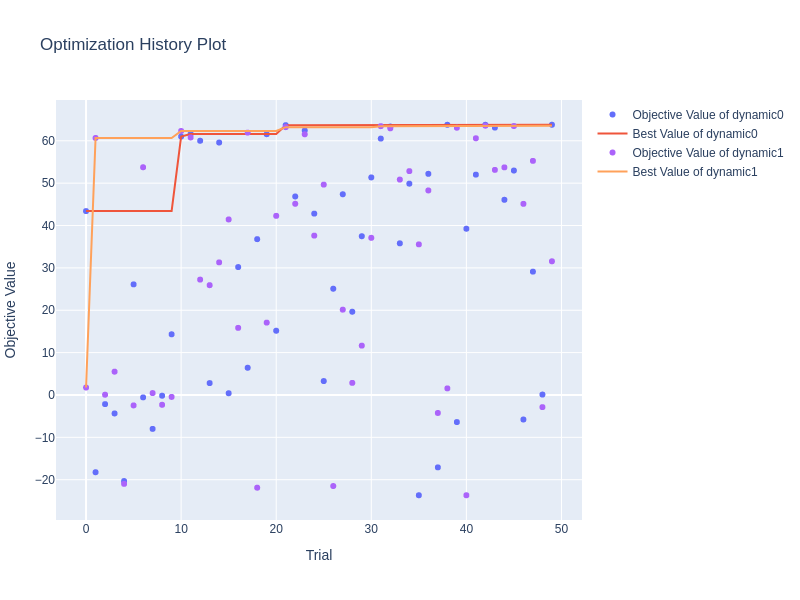 Optimization History Plot
Objective Value
60
50
40
30
20
10
0
−10
−20
0
10
20
30
40
50
Trial
Objective Value of dynamic0
Best Value of dynamic0
Objective Value of dynamic1
Best Value of dynamic1